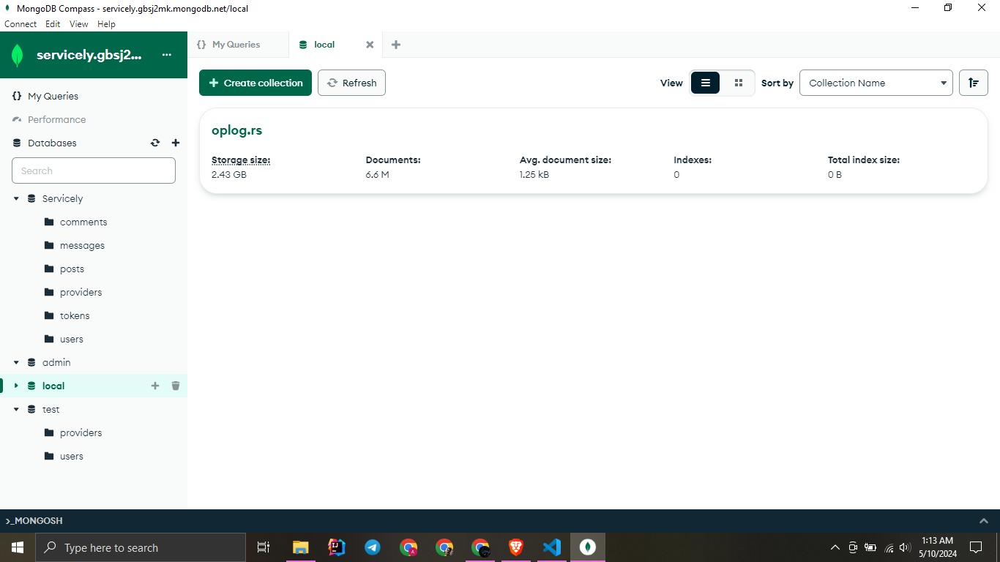 MongoDB Compass - servicely.gbsj2mk.mongodb.net/local
Connect Edit View Help
servicely.gbsj2...
My Queries
local
Create collection
Refresh
View
Sort by
Collection Name
{} My Queries
Performance
Databases
Search
Servicely
comments
messages
posts
providers
tokens
users
admin
local
test
providers
users
oplog.rs
Storage size: Documents: Avg. document size: Indexes: Total index size:
2.43 GB 6.6 M 1.25 kB 0 0 B
>_MONGOSH
Type here to search
1:13 AM
5/10/2024